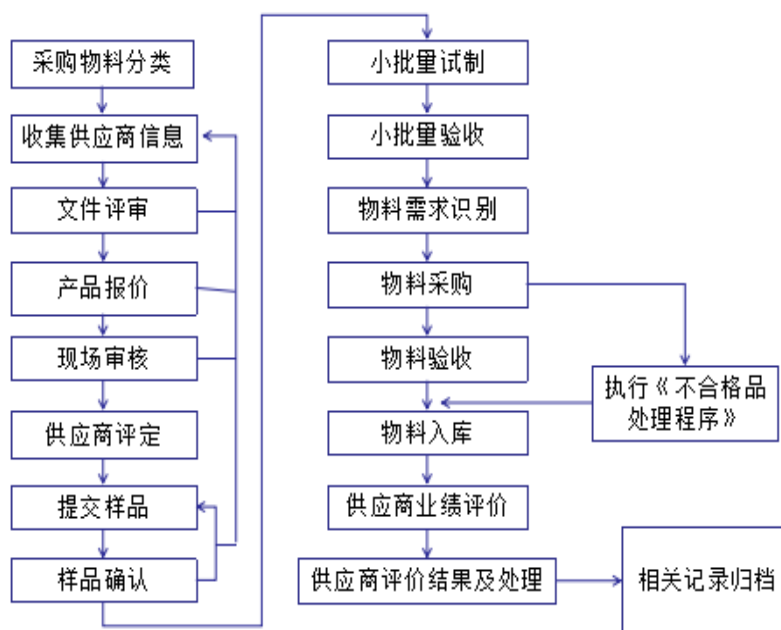 采购物料分类
收集供应商信息
文件评审
产品报价
现场审核
供应商评定
提交样品
样品确认
小批量试制
小批量验收
物料需求识别
物料采购
物料验收
物料入库
供应商业绩评价
供应商评价结果及处理
执行《不合格品
处理程序》
相关记录归档